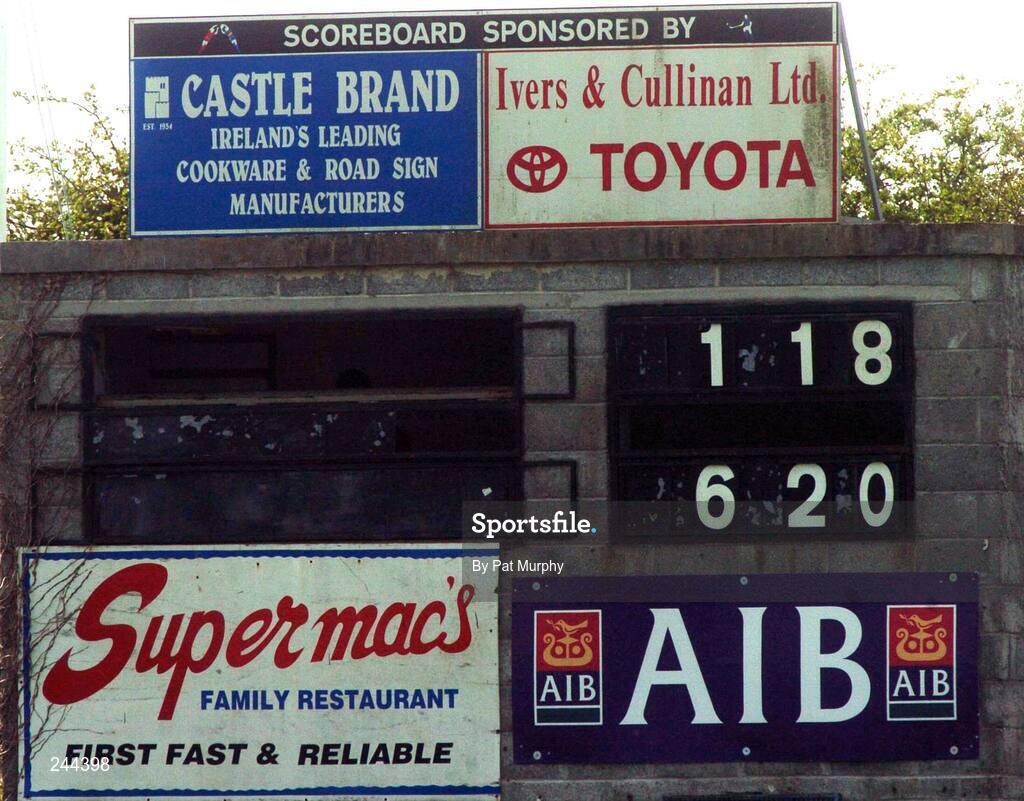 SCOREBOARD SPONSORED BY
CASTLE BRAND
EST. 1934
IRELAND'S LEADING
COOKWARE & ROAD SIGN
MANUFACTURERS
Ivers & Cullinan Ltd.
TOYOTA
1 18
6 20
Sportsfile.
By Pat Murphy
Supermac's
FAMILY RESTAURANT
FIRST FAST & RELIABLE
AIB
AIB
AIB
244398